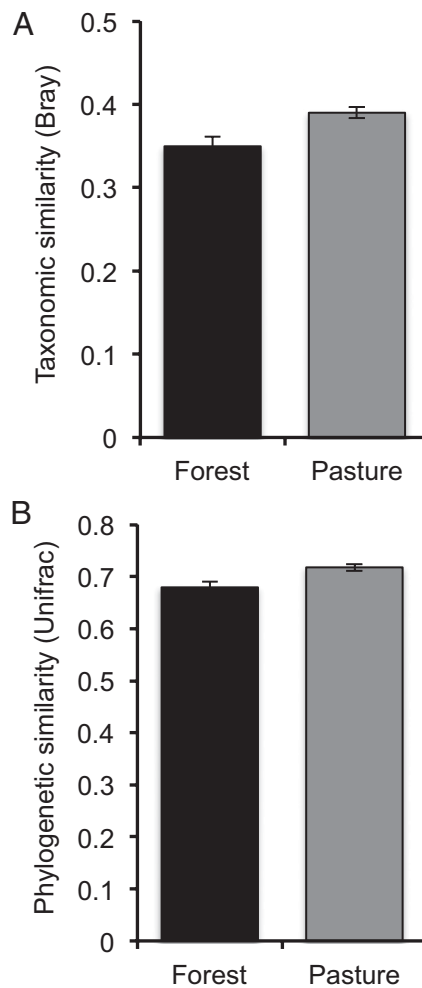 A
Taxonomic similarity (Bray)
0.5
0.4
0.3
0.2
0.1
0
Forest
Pasture
B
Phylogenetic similarity (Unifrac)
0.8
0.7
0.6
0.5
0.4
0.3
0.2
0.1
0
Forest
Pasture